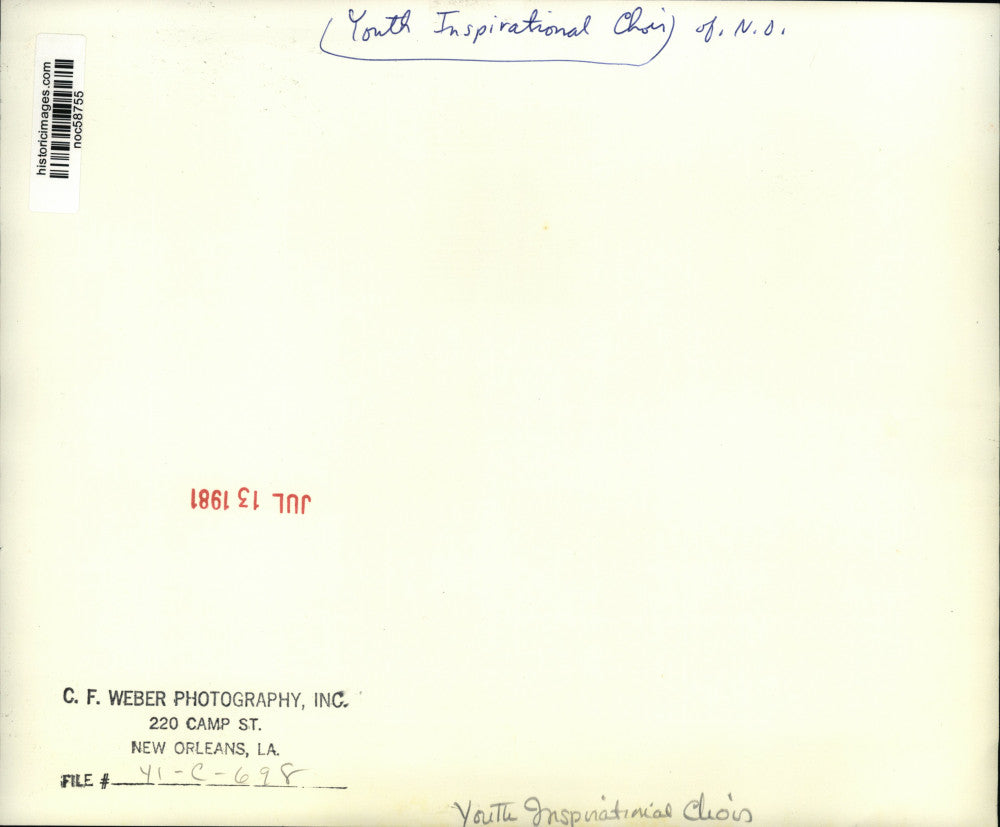 (Youth Inspirational Choir) of. N.O.
historicimages.com
noc58755
JUL 13 1981
C. F. WEBER PHOTOGRAPHY, INC.
220 CAMP ST.
NEW ORLEANS, LA.
FILE # Y1-C-698
Youth Inspirational Choir